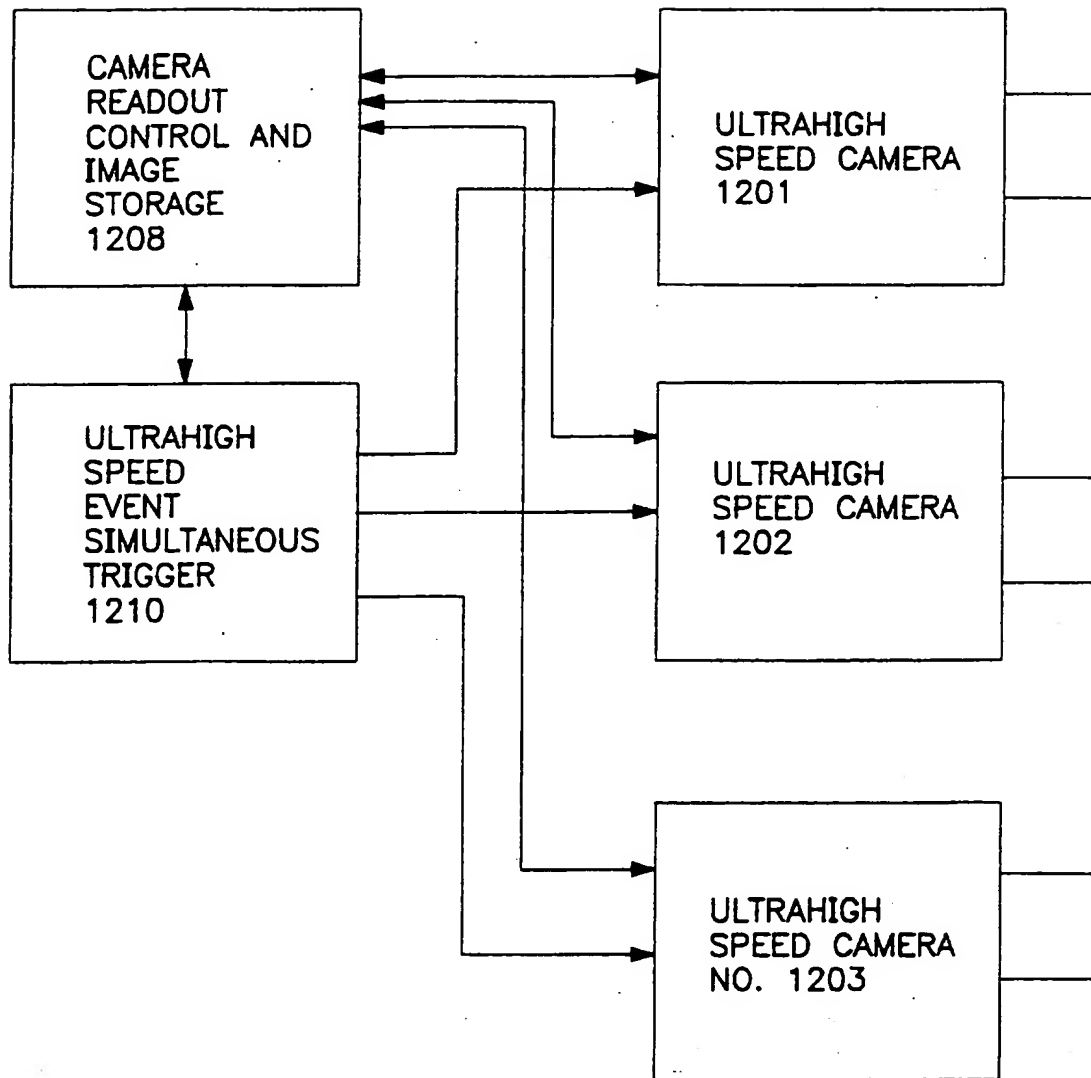 CAMERA
READOUT
CONTROL AND
IMAGE
STORAGE
1208
ULTRAHIGH
SPEED CAMERA
1201
ULTRAHIGH
SPEED
EVENT
SIMULTANEOUS
TRIGGER
1210
ULTRAHIGH
SPEED CAMERA
1202
ULTRAHIGH
SPEED CAMERA
NO. 1203